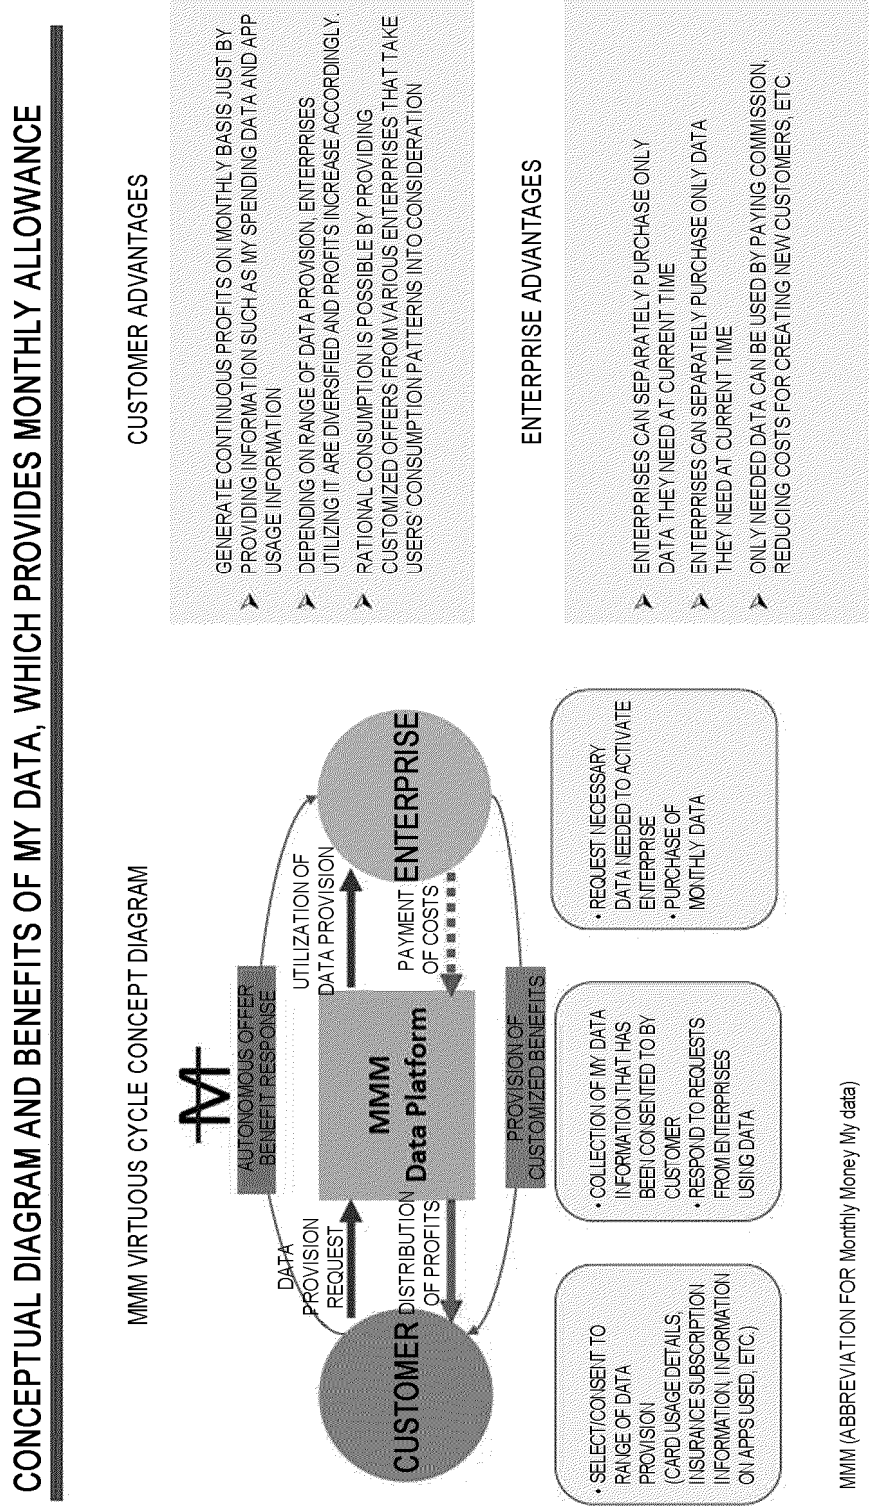 CONCEPTUAL DIAGRAM AND BENEFITS OF MY DATA, WHICH PROVIDES MONTHLY ALLOWANCE
MMM VIRTUOUS CYCLE CONCEPT DIAGRAM
M
AUTONOMOUS OFFER
BENEFIT RESPONSE
DATA
PROVISION
REQUEST
UTILIZATION OF
DATA PROVISION
CUSTOMER
MMM
Data Platform
ENTERPRISE
DISTRIBUTION
OF PROFITS
PAYMENT
OF COSTS
PROVISION OF
CUSTOMIZED BENEFITS
• SELECT/CONSENT TO
RANGE OF DATA
PROVISION
(CARD USAGE DETAILS,
INSURANCE SUBSCRIPTION
INFORMATION, INFORMATION
ON APPS USED, ETC.)
• COLLECTION OF MY DATA
INFORMATION THAT HAS
BEEN CONSENTED TO BY
CUSTOMER
• RESPOND TO REQUESTS
FROM ENTERPRISES
USING DATA
• REQUEST NECESSARY
DATA NEEDED TO ACTIVATE
ENTERPRISE
• PURCHASE OF
MONTHLY DATA
CUSTOMER ADVANTAGES
➢ GENERATE CONTINUOUS PROFITS ON MONTHLY BASIS JUST BY
PROVIDING INFORMATION SUCH AS MY SPENDING DATA AND APP
USAGE INFORMATION
➢ DEPENDING ON RANGE OF DATA PROVISION, ENTERPRISES
UTILIZING IT ARE DIVERSIFIED AND PROFITS INCREASE ACCORDINGLY.
➢ RATIONAL CONSUMPTION IS POSSIBLE BY PROVIDING
CUSTOMIZED OFFERS FROM VARIOUS ENTERPRISES THAT TAKE
USERS' CONSUMPTION PATTERNS INTO CONSIDERATION
ENTERPRISE ADVANTAGES
➢ ENTERPRISES CAN SEPARATELY PURCHASE ONLY
DATA THEY NEED AT CURRENT TIME
➢ ENTERPRISES CAN SEPARATELY PURCHASE ONLY DATA
THEY NEED AT CURRENT TIME
➢ ONLY NEEDED DATA CAN BE USED BY PAYING COMMISSION,
REDUCING COSTS FOR CREATING NEW CUSTOMERS, ETC.
MMM (ABBREVIATION FOR Monthly Money My data)